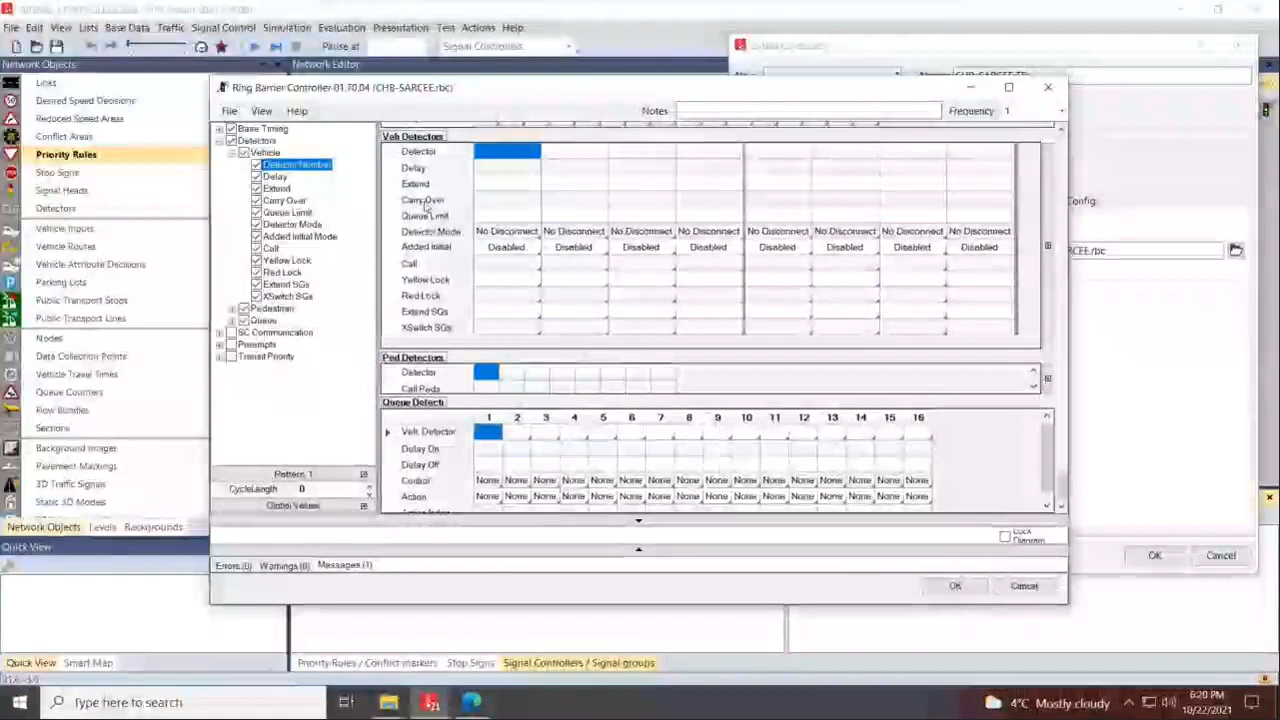 File Edit View Lists Base Data Traffic Signal Control Simulation Evaluation Presentation Test Actions Help
Pause at Signal Controllers
Network Objects
Network Editor
Links
Desired Speed Decisions
Reduced Speed Areas
Conflict Areas
Priority Rules
Stop Signs
Signal Heads
Detectors
Vehicle Inputs
Vehicle Routes
Vehicle Attribute Decisions
Parking Lots
Public Transport Stops
Public Transport Lines
Nodes
Data Collection Points
Vehicle Travel Times
Queue Counters
Flow Bundles
Sections
Background Images
Pavement Markings
3D Traffic Signals
Static 3D Models
Network Objects Levels Backgrounds
Quick View
Quick View Smart Map
Ring Barrier Controller 01.70.04 (CHB-SARCEE.rbc)
File View Help
Notes
Frequency 1
Base Timing
Detectors
Vehicle
Detector Number
Delay
Extend
Carry Over
Queue Limit
Detector Mode
Added Initial Mode
Call
Yellow Lock
Red Lock
Extend SGs
XSwitch SGs
Pedestrian
Queue
SC Communication
Preempts
Transit Priority
Pattern 1
CycleLength 0
Global Values
Veh Detectors
Detector
Delay
Extend
Carry Over
Queue Limit
Detector Mode No Disconnect No Disconnect No Disconnect No Disconnect No Disconnect No Disconnect No Disconnect No Disconnect
Added Initial Disabled Disabled Disabled Disabled Disabled Disabled Disabled Disabled
Call
Yellow Lock
Red Lock
Extend SGs
XSwitch SGs
Ped Detectors
Detector
Call Peds
Queue Detecti
1 2 3 4 5 6 7 8 9 10 11 12 13 14 15 16
Veh. Detector
Delay On
Delay Off
Control None None None None None None None None None None None None None None None None
Action None None None None None None None None None None None None None None None None
Lock
Diagram
Errors (0) Warnings (0) Messages (1)
OK Cancel
Config:
RCEE.rbc
OK Cancel
Priority Rules / Conflict markers Stop Signs Signal Controllers / Signal groups
Type here to search
4°C Mostly cloudy
6:20 PM
10/22/2021